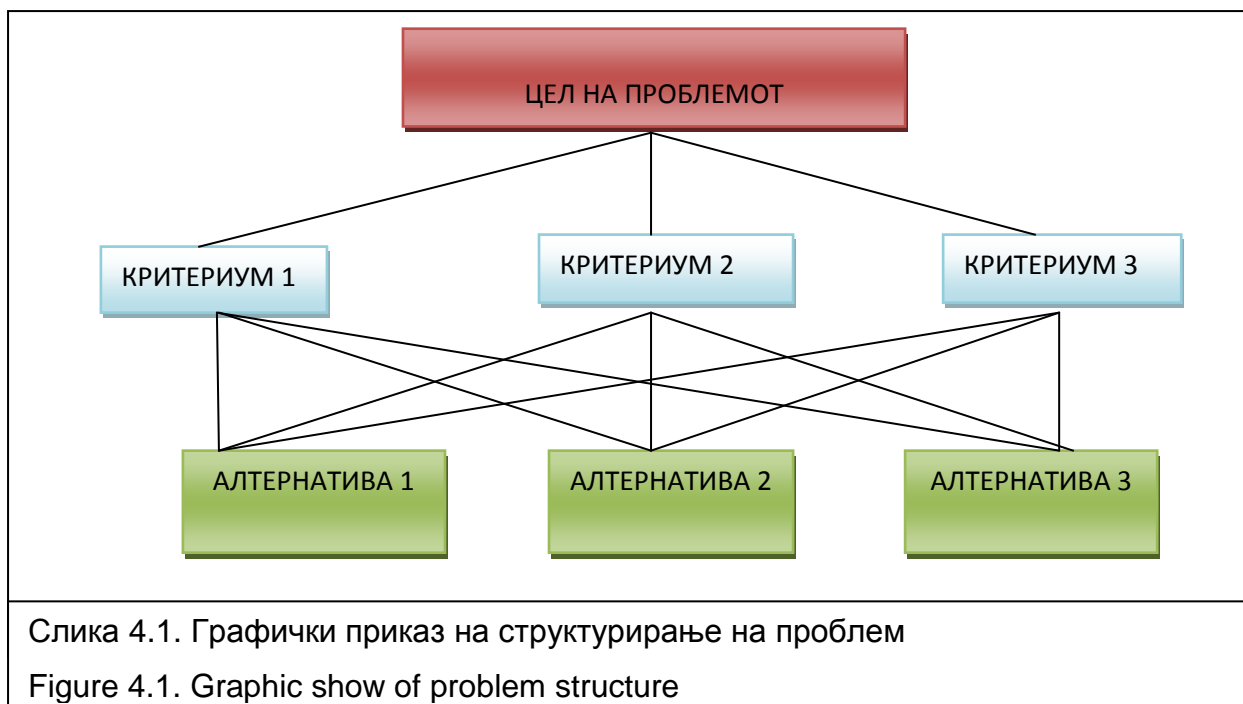 ЦЕЛ НА ПРОБЛЕМОТ
КРИТЕРИУМ 1
КРИТЕРИУМ 2
КРИТЕРИУМ 3
АЛТЕРНАТИВА 1
АЛТЕРНАТИВА 2
АЛТЕРНАТИВА 3
Слика 4.1. Графички приказ на структурирање на проблем
Figure 4.1. Graphic show of problem structure